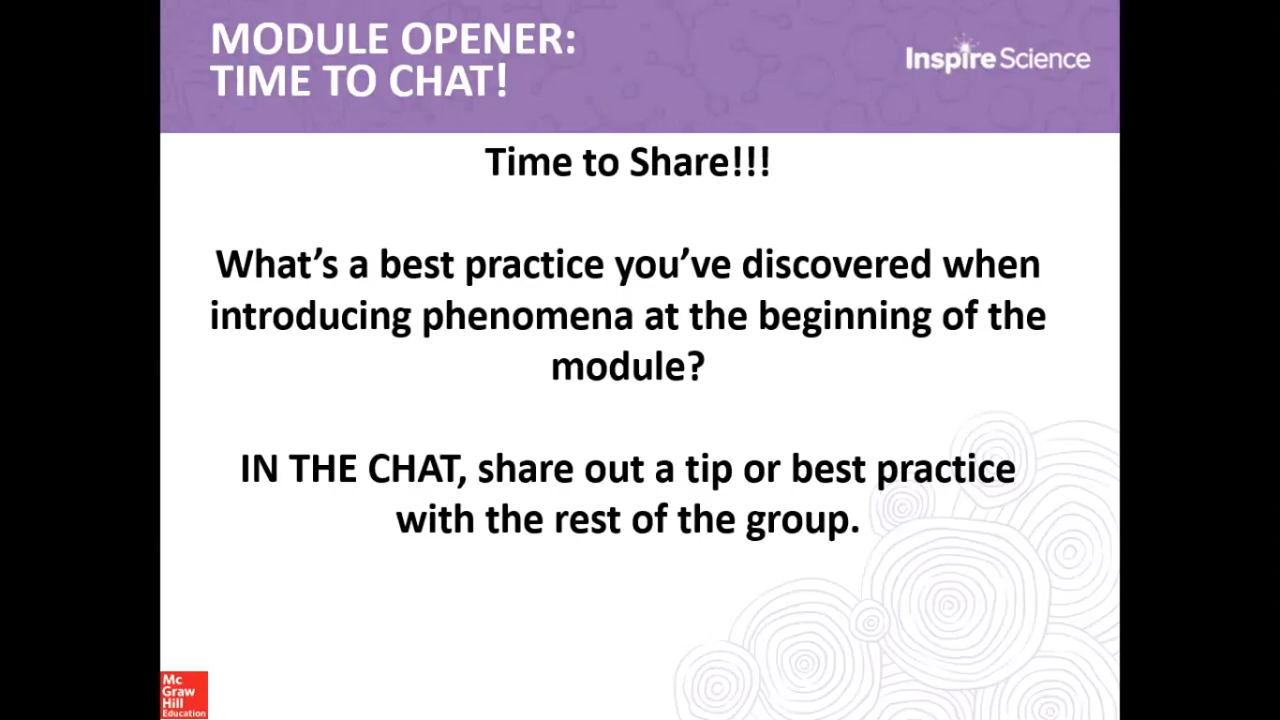 MODULE OPENER:
TIME TO CHAT!
Inspire Science
Time to Share!!!
What’s a best practice you’ve discovered when
introducing phenomena at the beginning of the
module?
IN THE CHAT, share out a tip or best practice
with the rest of the group.
Mc
Graw
Hill
Education